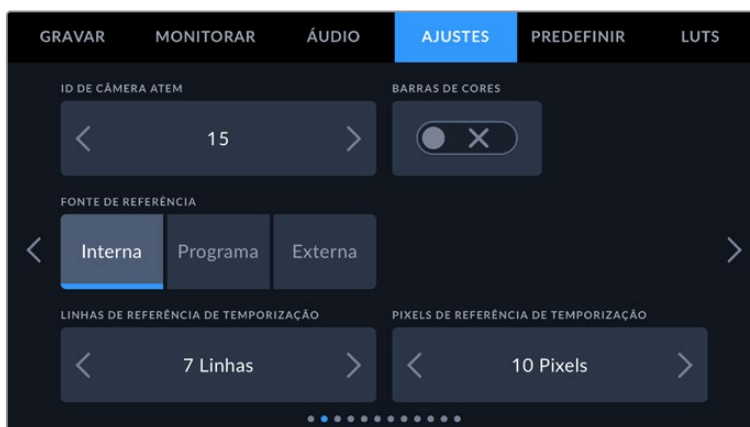 GRAVAR MONITORAR ÁUDIO AJUSTES PREDEFINIR LUTS
ID DE CÂMERA ATEM BARRAS DE CORES
15
FONTE DE REFERÊNCIA
Interna Programa Externa
LINHAS DE REFERÊNCIA DE TEMPORIZAÇÃO PIXELS DE REFERÊNCIA DE TEMPORIZAÇÃO
7 Linhas 10 Pixels